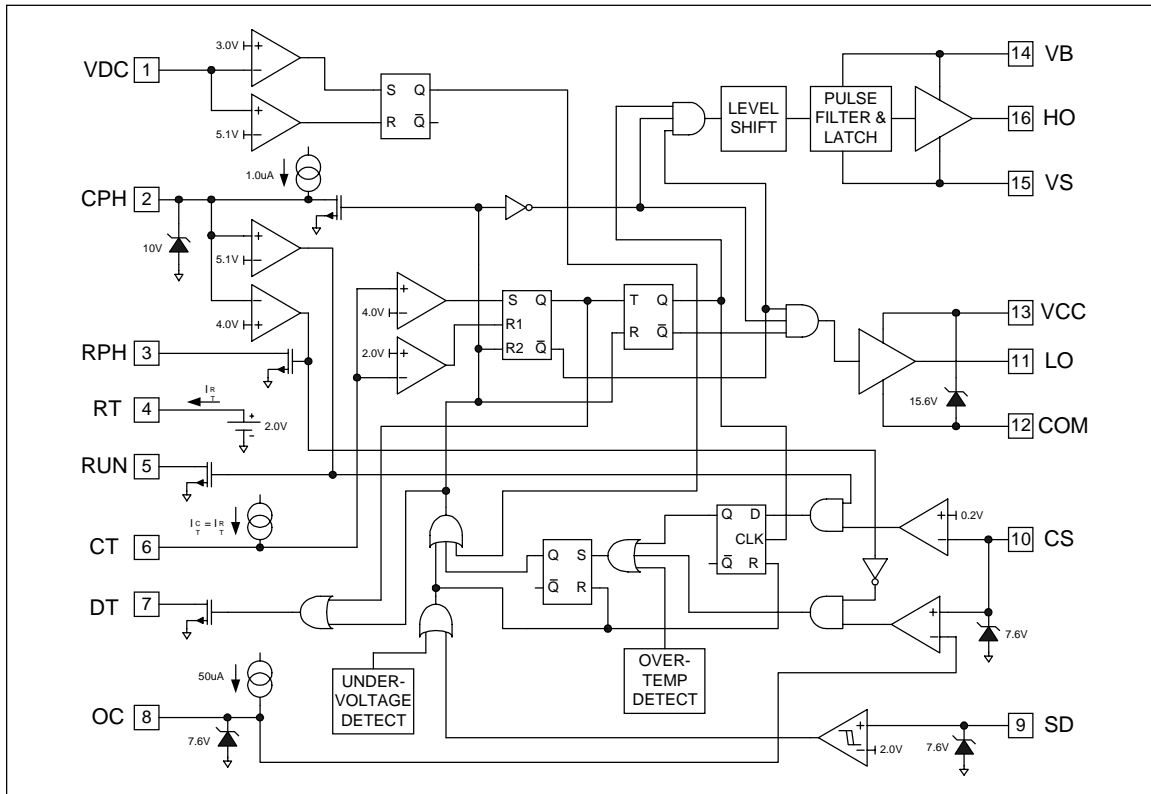 VDC 1
3.0V
5.1V
S Q
R Q
CPH 2
1.0uA
10V
5.1V
4.0V
RPH 3
RT 4
I R T
2.0V
RUN 5
CT 6
I C T = I R T
DT 7
OC 8
50uA
7.6V
4.0V
2.0V
S Q
R1
R2 Q
T Q
R Q
LEVEL
SHIFT
PULSE
FILTER &
LATCH
14 VB
16 HO
15 VS
13 VCC
11 LO
15.6V
12 COM
Q D
CLK
Q R
Q S
Q R
0.2V
10 CS
7.6V
UNDER-
VOLTAGE
DETECT
OVER-
TEMP
DETECT
2.0V
7.6V
9 SD